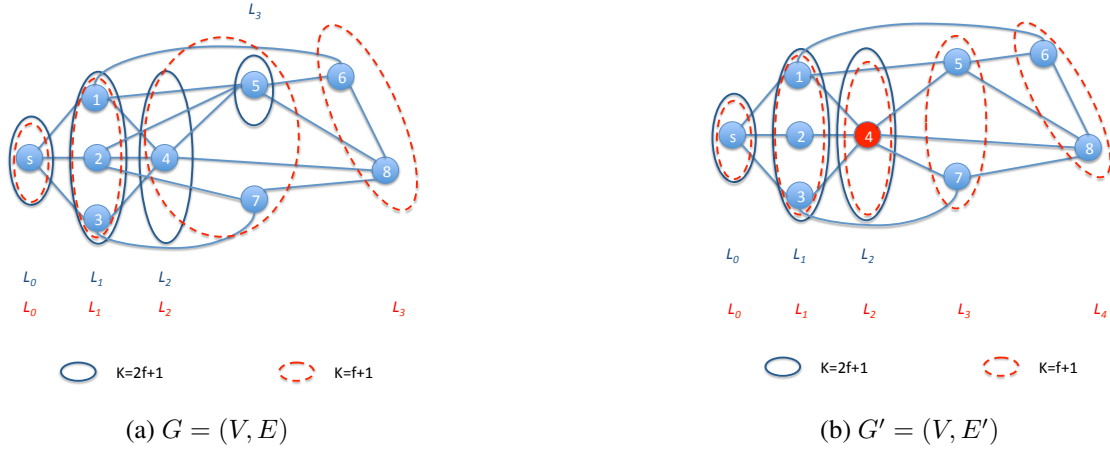 L3
1
2
3
s
4
5
6
7
8
L0 L1 L2
L0 L1 L2 L3
K=2f+1 K=f+1
(a) G = (V, E)
1
2
3
s
4
5
6
7
8
L0 L1 L2
L0 L1 L2 L3 L4
K=2f+1 K=f+1
(b) G′ = (V, E′)